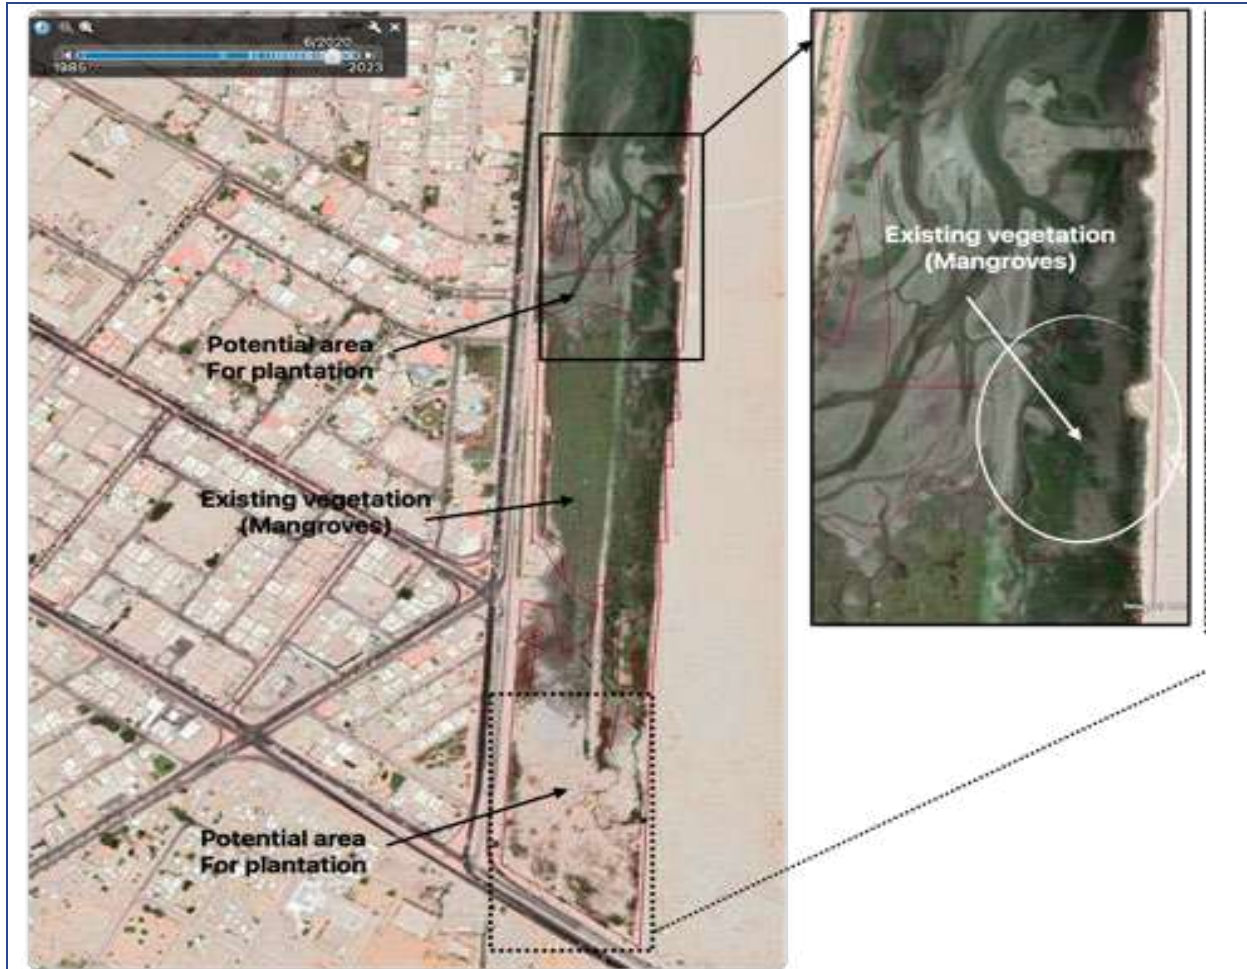 6/2020
1985
2023
Potential area
For plantation
Existing vegetation
(Mangroves)
Potential area
For plantation
Existing vegetation
(Mangroves)